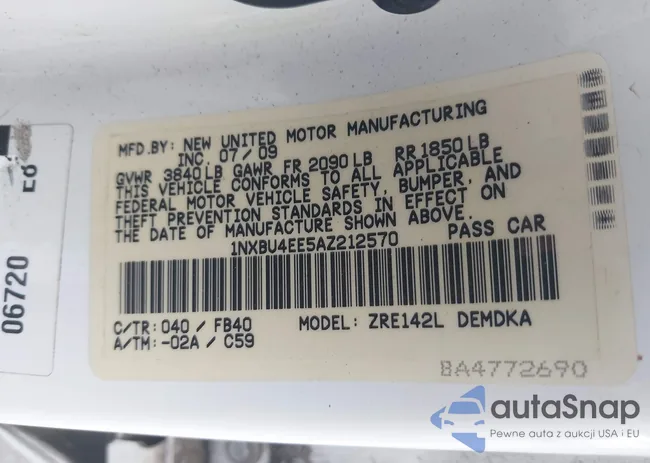 MFD.BY: NEW UNITED MOTOR MANUFACTURING
INC. 07/09
GVWR 3840LB GAWR FR 2090LB RR1850LB
THIS VEHICLE CONFORMS TO ALL APPLICABLE
FEDERAL MOTOR VEHICLE SAFETY, BUMPER, AND
THEFT PREVENTION STANDARDS IN EFFECT ON
THE DATE OF MANUFACTURE SHOWN ABOVE.
1NXBU4EE5AZ212570 PASS CAR
C/TR: 040 / FB40 MODEL: ZRE142L DEMDKA
A/TM: -02A / C59
BA4772690
06720
autaSnap
Pewne auta z aukcji USA i EU